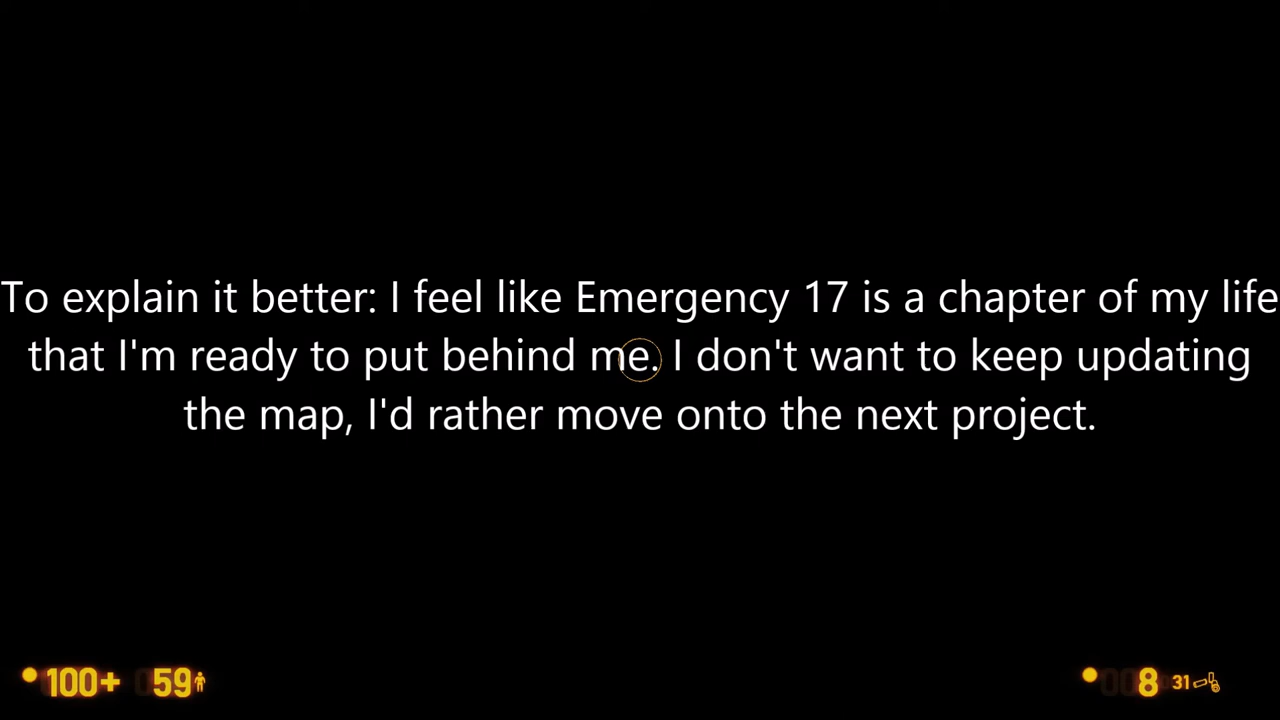 To explain it better: I feel like Emergency 17 is a chapter of my life
that I'm ready to put behind me. I don't want to keep updating
the map, I'd rather move onto the next project.
100+ 59 8 31